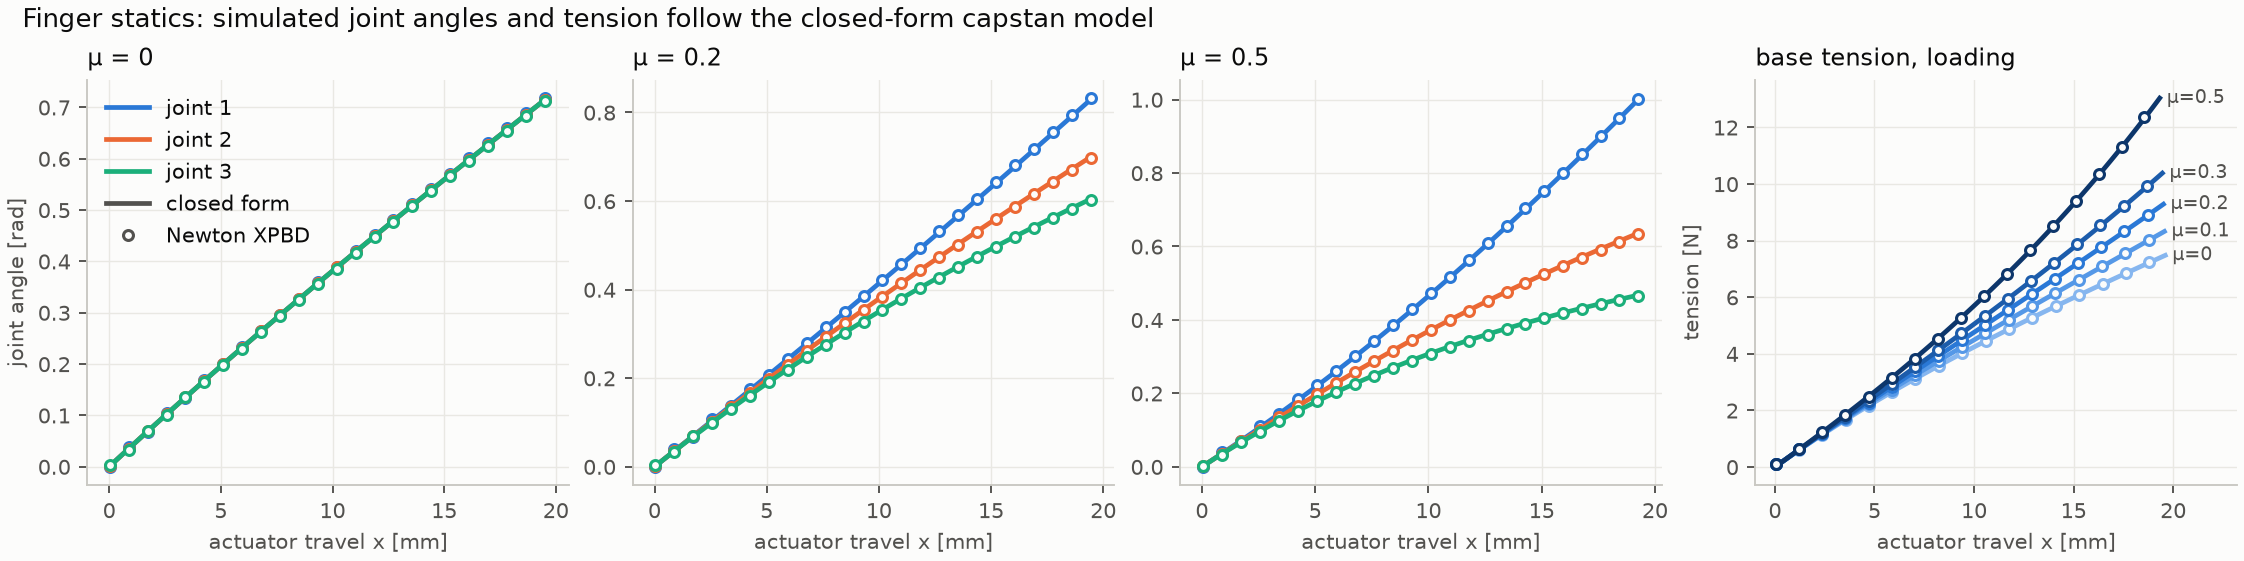 Finger statics: simulated joint angles and tension follow the closed-form capstan model
μ = 0
joint angle [rad]
0.7
0.6
0.5
0.4
0.3
0.2
0.1
0.0
joint 1
joint 2
joint 3
closed form
Newton XPBD
0 5 10 15 20
actuator travel x [mm]
μ = 0.2
0.8
0.6
0.4
0.2
0.0
0 5 10 15 20
actuator travel x [mm]
μ = 0.5
1.0
0.8
0.6
0.4
0.2
0.0
0 5 10 15 20
actuator travel x [mm]
base tension, loading
tension [N]
12
10
8
6
4
2
0
μ=0.5
μ=0.3
μ=0.2
μ=0.1
μ=0
0 5 10 15 20
actuator travel x [mm]